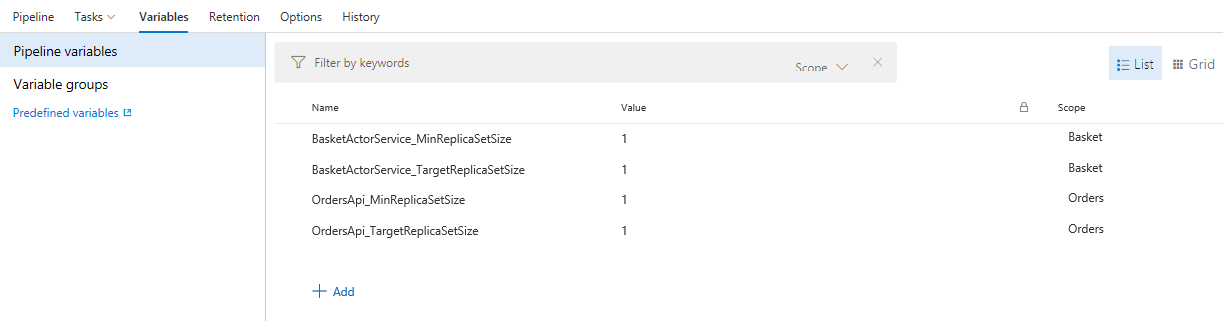 Pipeline Tasks Variables Retention Options History
Pipeline variables
Variable groups
Predefined variables
Filter by keywords Scope List Grid
Name Value Scope
BasketActorService_MinReplicaSetSize 1 Basket
BasketActorService_TargetReplicaSetSize 1 Basket
OrdersApi_MinReplicaSetSize 1 Orders
OrdersApi_TargetReplicaSetSize 1 Orders
Add